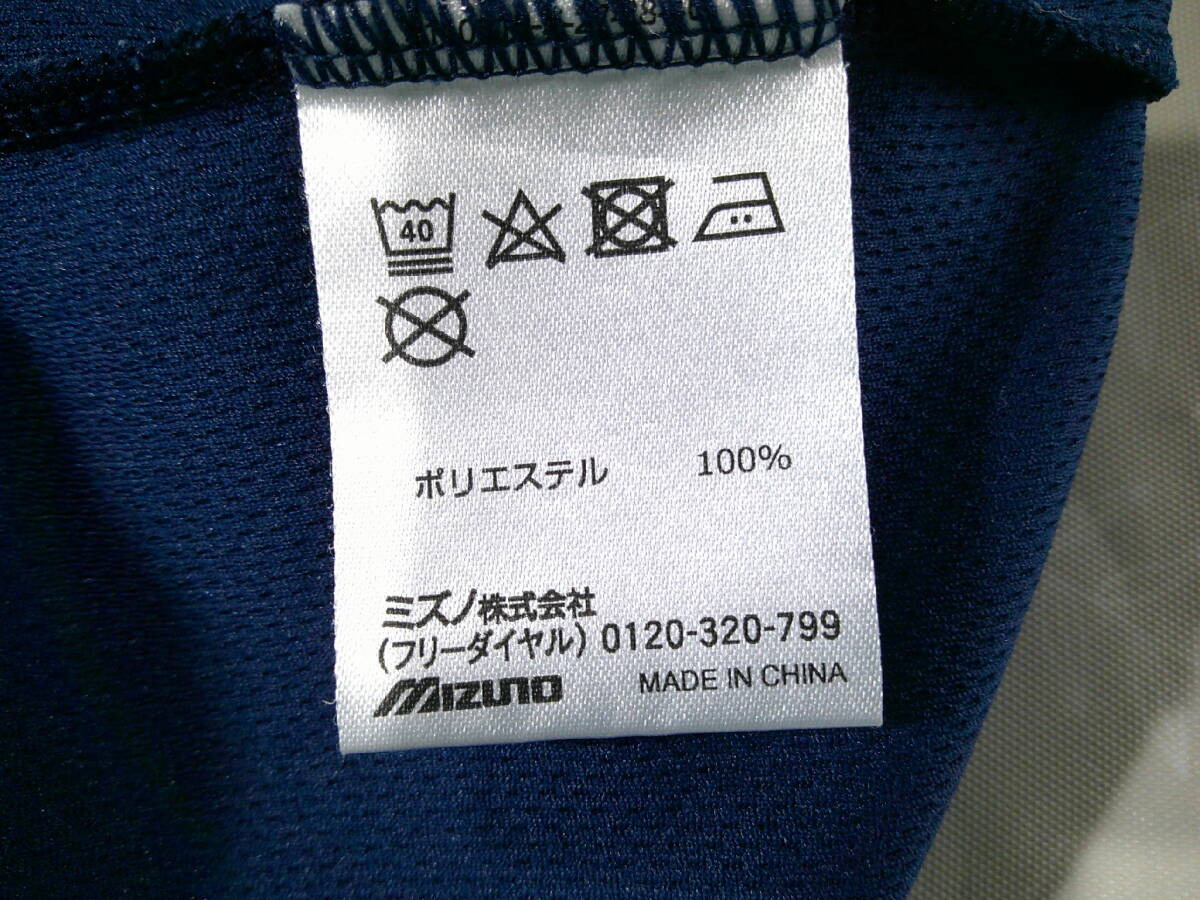 40
ポリエステル 100%
ミズノ株式会社
(フリーダイヤル) 0120-320-799
MIZUNO MADE IN CHINA